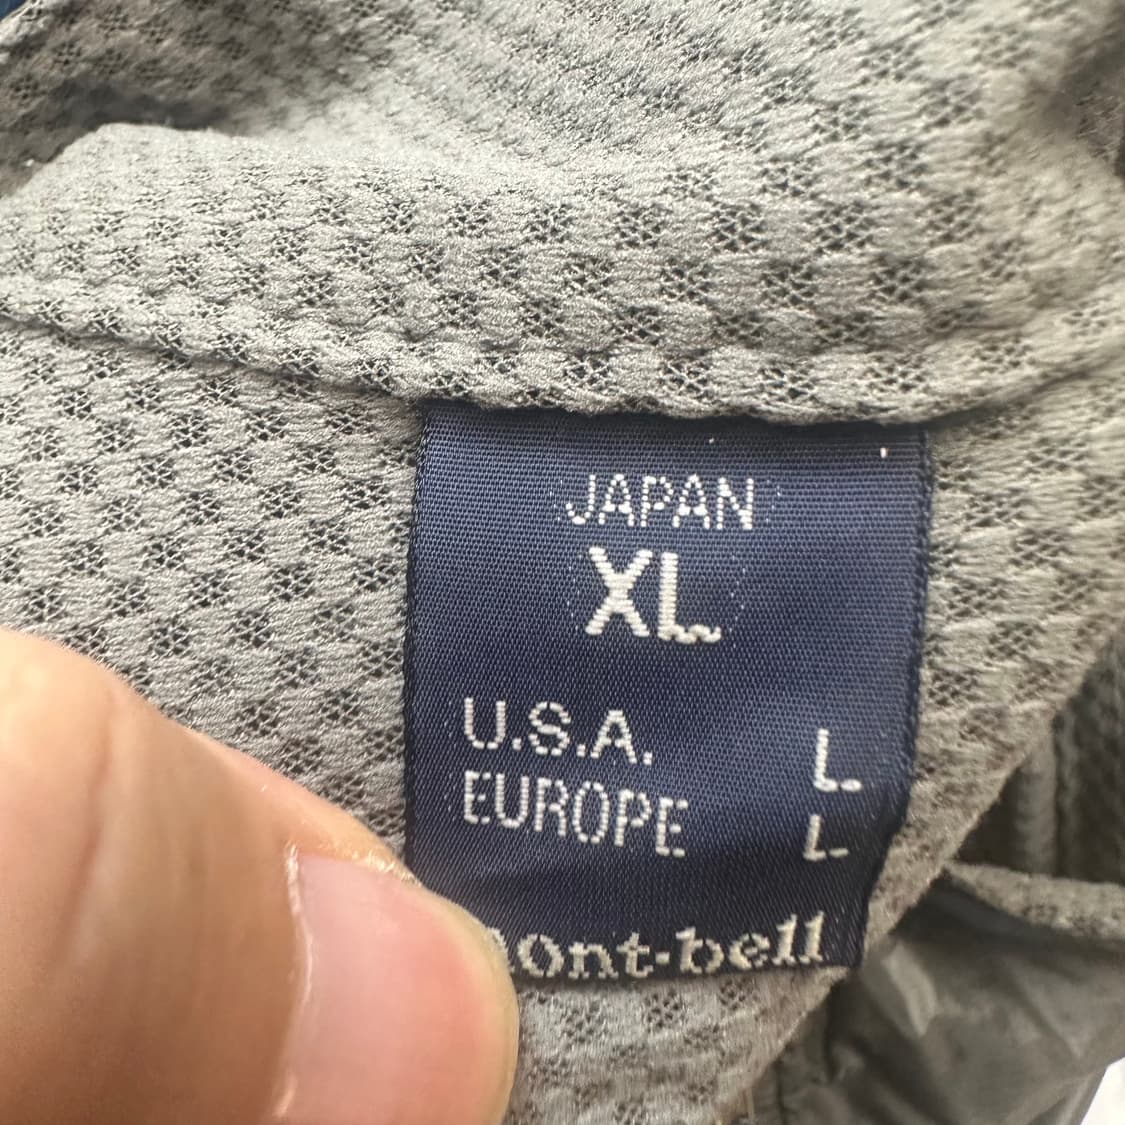 JAPAN
XL
U.S.A. L
EUROPE L
mont-bell